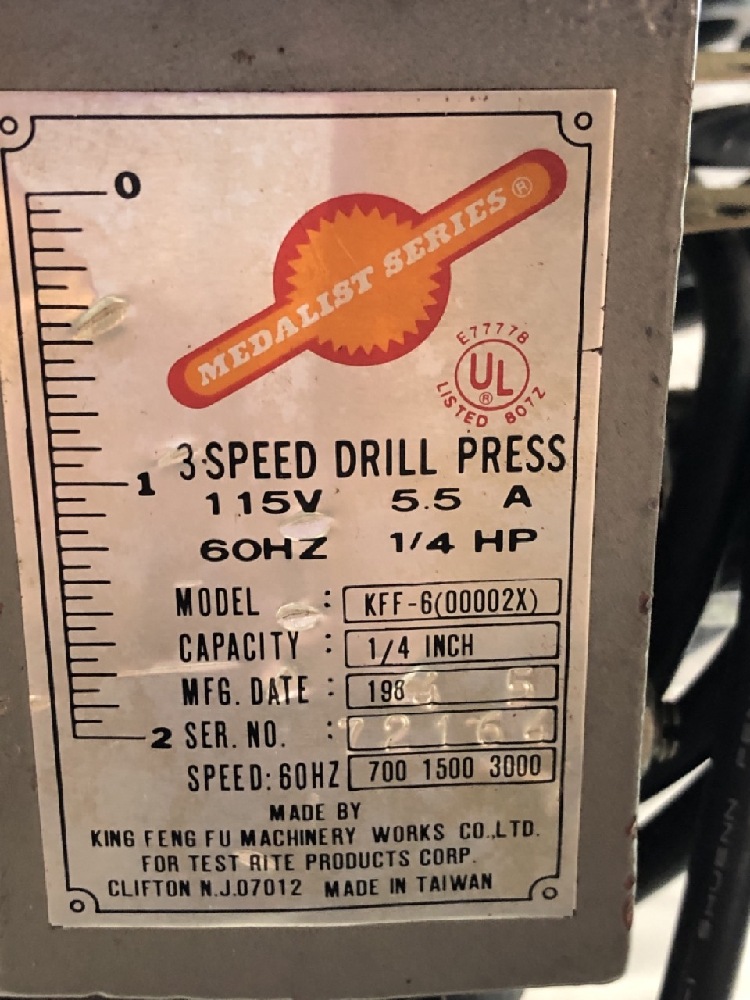 0
MEDALIST SERIES ®
E77777B
UL ®
LISTED 807Z
1
3·SPEED DRILL PRESS
115V 5.5 A
60HZ 1/4 HP
MODEL : KFF-6(00002X)
CAPACITY : 1/4 INCH
MFG. DATE : 198
2
SER. NO. :
SPEED: 60HZ 700 1500 3000
MADE BY
KING FENG FU MACHINERY WORKS CO.,LTD.
FOR TEST RITE PRODUCTS CORP.
CLIFTON N.J.07012 MADE IN TAIWAN
SHUENN